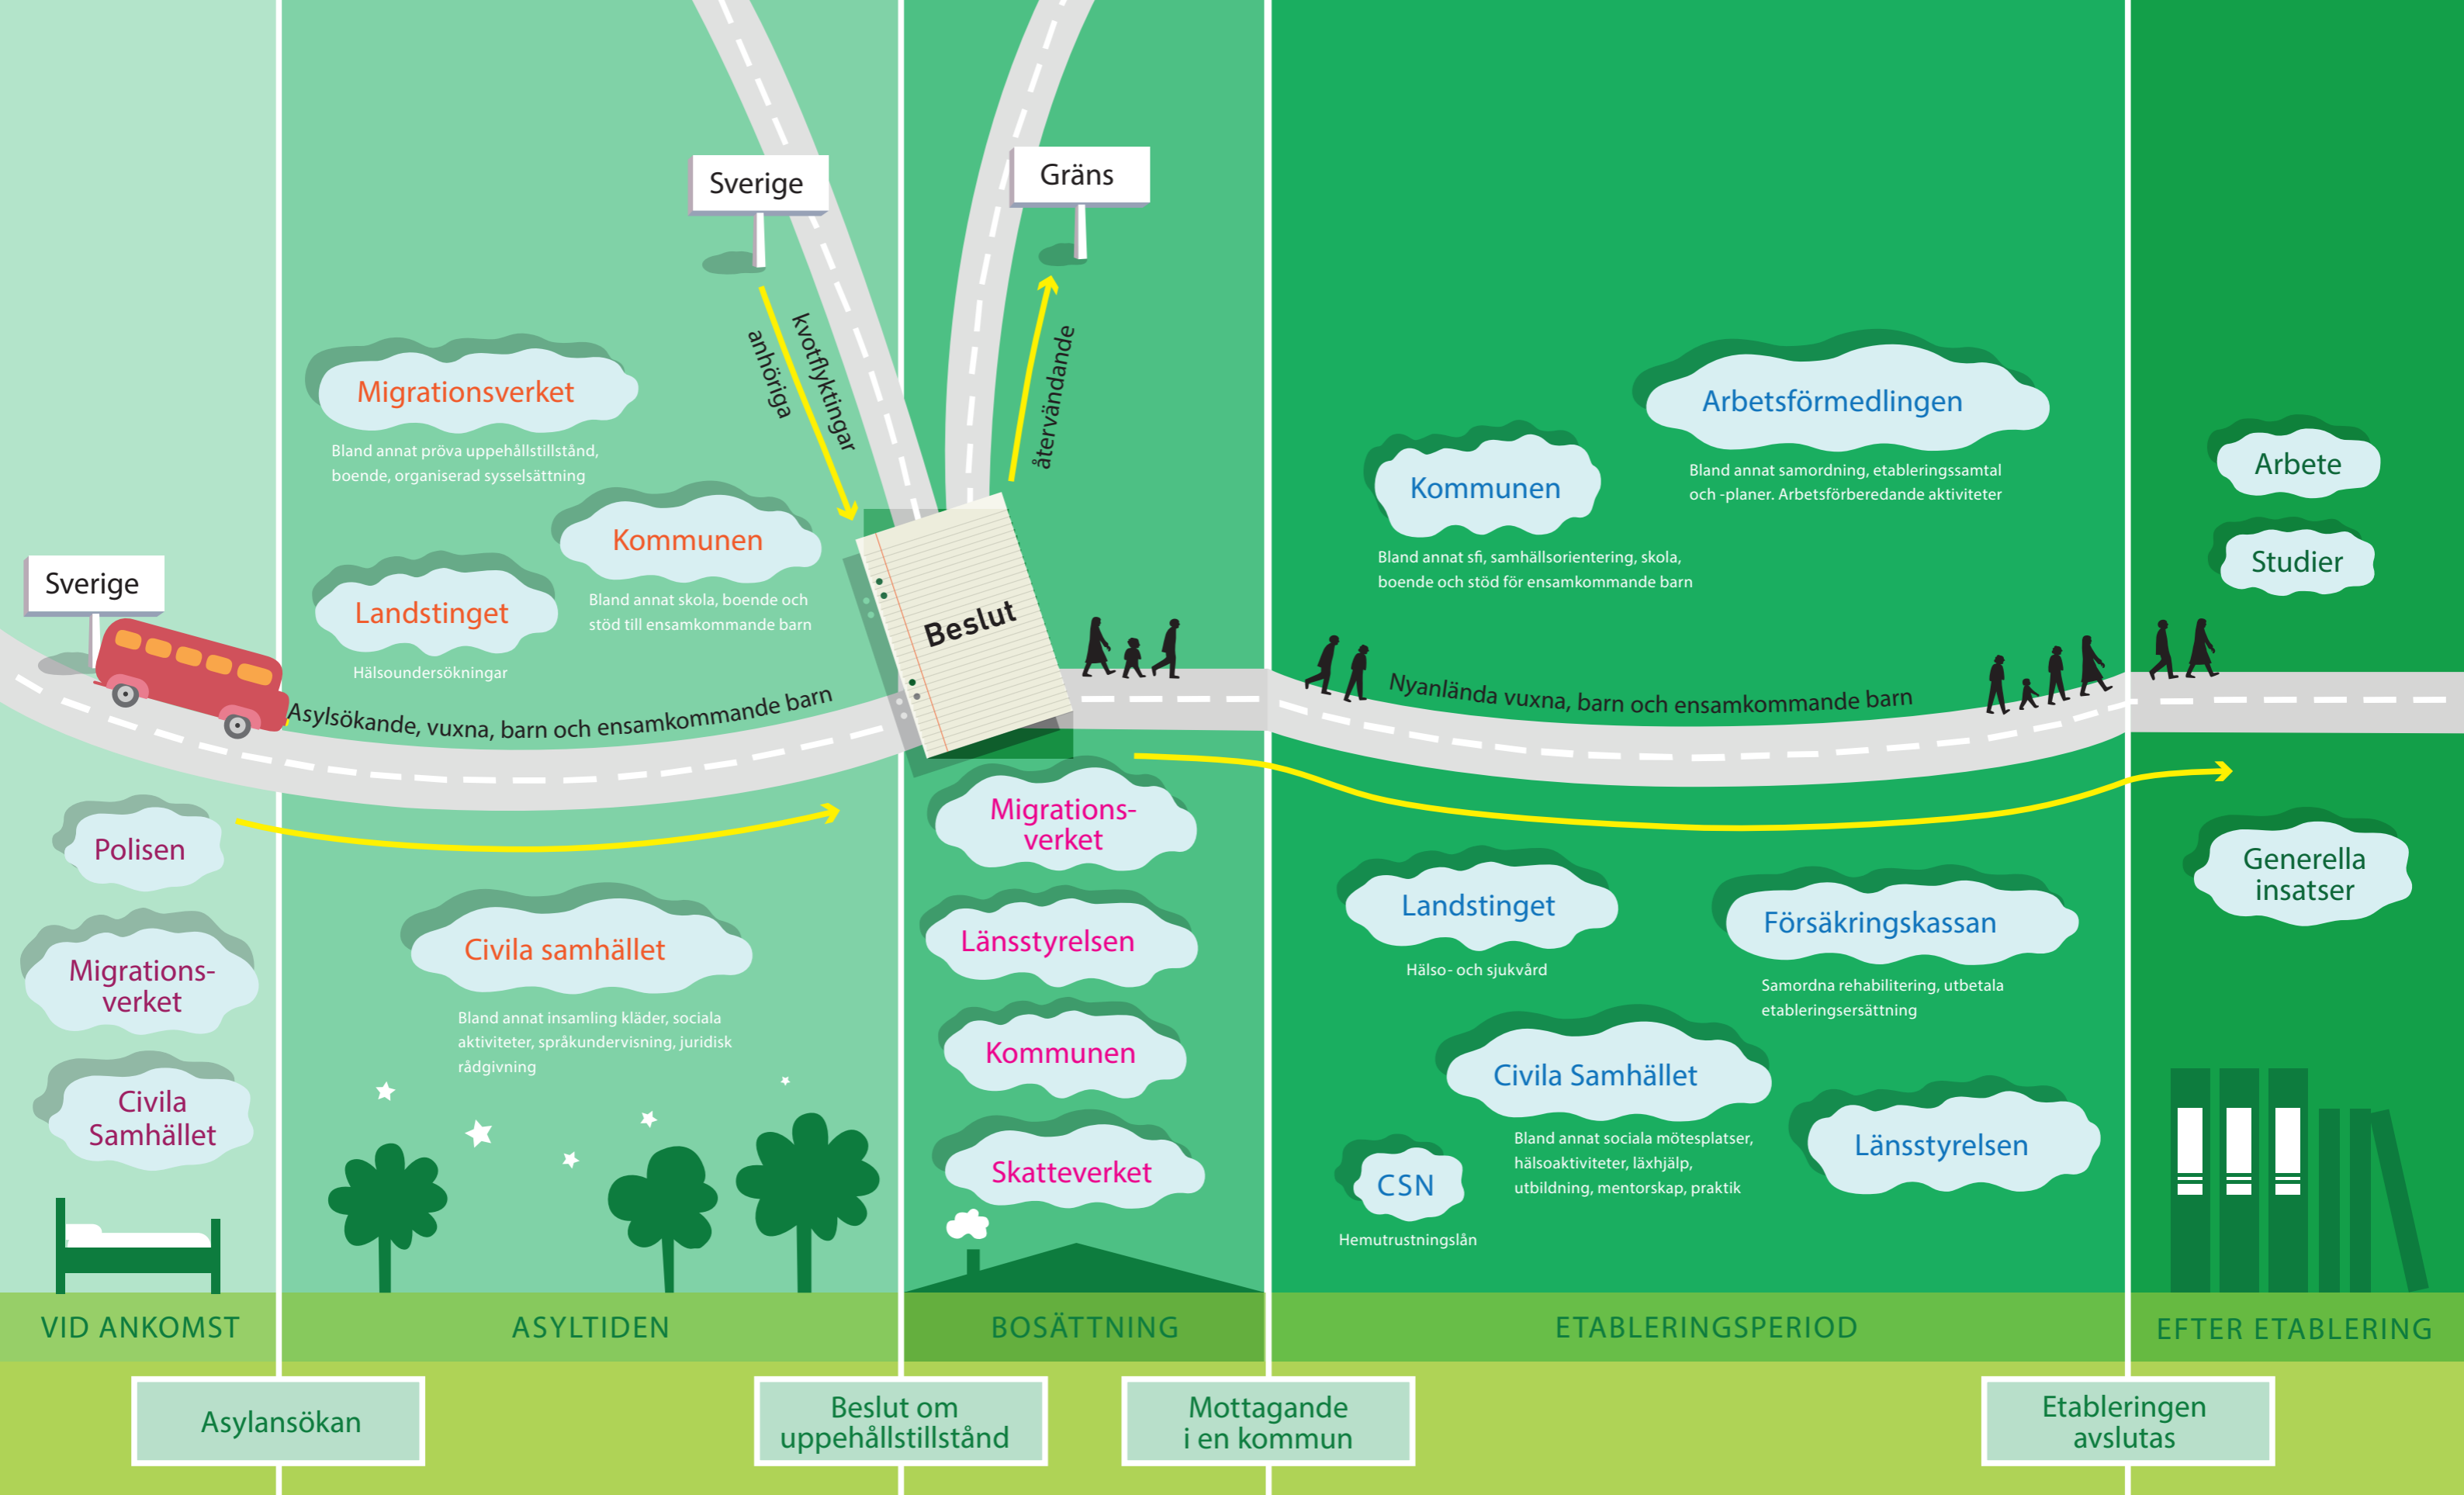 Sverige
Polisen
Migrations-
verket
Civila
Samhället
Sverige
anhöriga
kvotflyktingar
Migrationsverket
Bland annat pröva uppehållstillstånd,
boende, organiserad sysselsättning
Kommunen
Bland annat skola, boende och
stöd till ensamkommande barn
Landstinget
Hälsoundersökningar
Asylsökande, vuxna, barn och ensamkommande barn
Civila samhället
Bland annat insamling kläder, sociala
aktiviteter, språkundervisning, juridisk
rådgivning
Gräns
återvändande
Beslut
Migrations-
verket
Länsstyrelsen
Kommunen
Skatteverket
Arbetsförmedlingen
Bland annat samordning, etableringssamtal
och -planer. Arbetsförberedande aktiviteter
Kommunen
Bland annat sfi, samhällsorientering, skola,
boende och stöd för ensamkommande barn
Nyanlända vuxna, barn och ensamkommande barn
Landstinget
Hälso- och sjukvård
Försäkringskassan
Samordna rehabilitering, utbetala
etableringsersättning
Civila Samhället
Bland annat sociala mötesplatser,
hälsoaktiviteter, läxhjälp,
utbildning, mentorskap, praktik
Länsstyrelsen
CSN
Hemutrustningslån
Arbete
Studier
Generella
insatser
VID ANKOMST
ASYLTIDEN
BOSÄTTNING
ETABLERINGSPERIOD
EFTER ETABLERING
Asylansökan
Beslut om
uppehållstillstånd
Mottagande
i en kommun
Etableringen
avslutas